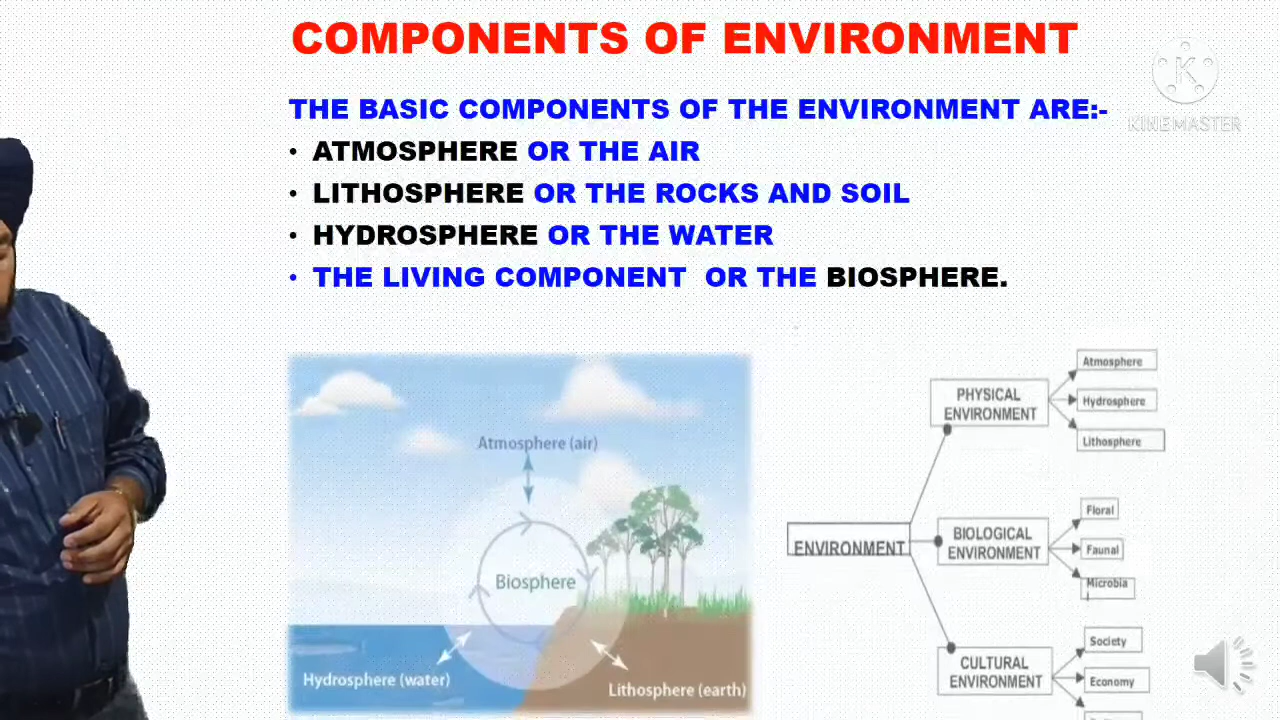 COMPONENTS OF ENVIRONMENT
THE BASIC COMPONENTS OF THE ENVIRONMENT ARE:-
• ATMOSPHERE OR THE AIR
• LITHOSPHERE OR THE ROCKS AND SOIL
• HYDROSPHERE OR THE WATER
• THE LIVING COMPONENT OR THE BIOSPHERE.
KINEMASTER
Atmosphere (air)
Biosphere
Hydrosphere (water)
Lithosphere (earth)
ENVIRONMENT
PHYSICAL
ENVIRONMENT
Atmosphere
Hydrosphere
Lithosphere
BIOLOGICAL
ENVIRONMENT
Floral
Faunal
Microbia
CULTURAL
ENVIRONMENT
Society
Economy